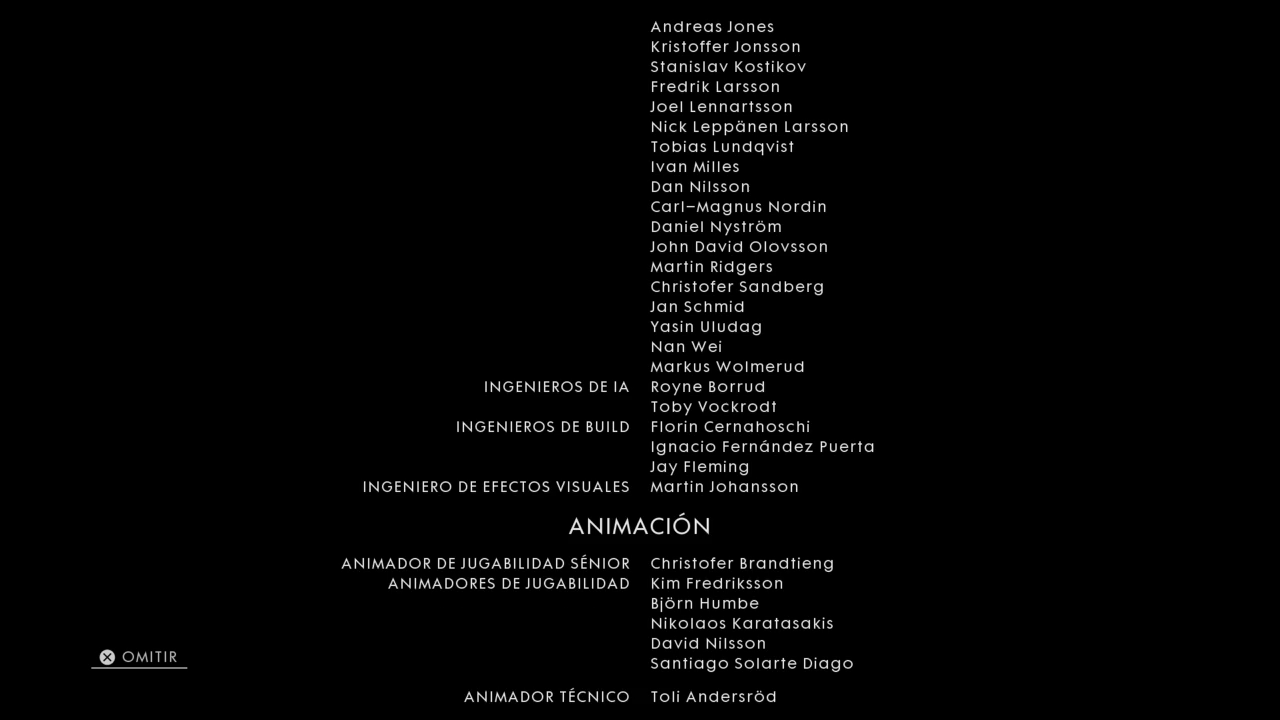 Andreas Jones
Kristoffer Jonsson
Stanislav Kostikov
Fredrik Larsson
Joel Lennartsson
Nick Leppänen Larsson
Tobias Lundqvist
Ivan Milles
Dan Nilsson
Carl-Magnus Nordin
Daniel Nyström
John David Olovsson
Martin Ridgers
Christofer Sandberg
Jan Schmid
Yasin Uludag
Nan Wei
Markus Wolmerud
INGENIEROS DE IA Royne Borrud
Toby Vockrodt
INGENIEROS DE BUILD Florin Cernahoschi
Ignacio Fernández Puerta
Jay Fleming
INGENIERO DE EFECTOS VISUALES Martin Johansson
ANIMACIÓN
ANIMADOR DE JUGABILIDAD SÉNIOR Christofer Brandtieng
ANIMADORES DE JUGABILIDAD Kim Fredriksson
Björn Humbe
Nikolaos Karatasakis
David Nilsson
Santiago Solarte Diago
OMITIR
ANIMADOR TÉCNICO Toli Andersröd